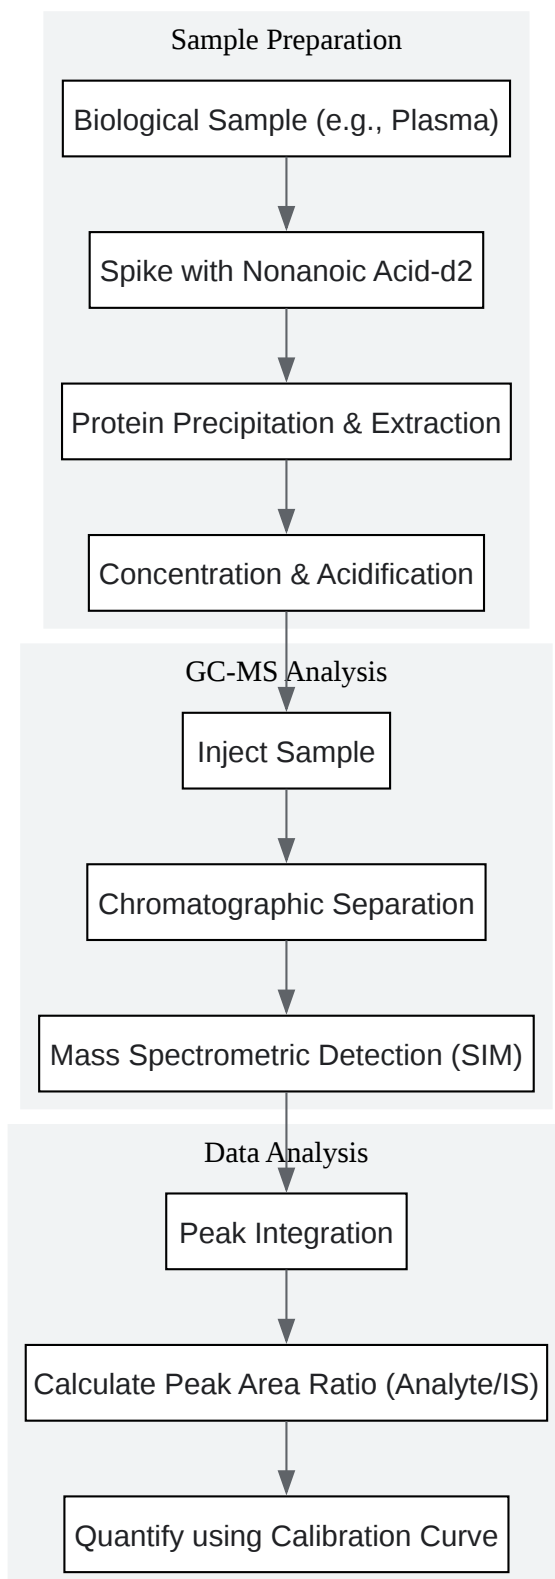 Sample Preparation
Biological Sample (e.g., Plasma)
Spike with Nonanoic Acid-d2
Protein Precipitation & Extraction
Concentration & Acidification
GC-MS Analysis
Inject Sample
Chromatographic Separation
Mass Spectrometric Detection (SIM)
Data Analysis
Peak Integration
Calculate Peak Area Ratio (Analyte/IS)
Quantify using Calibration Curve